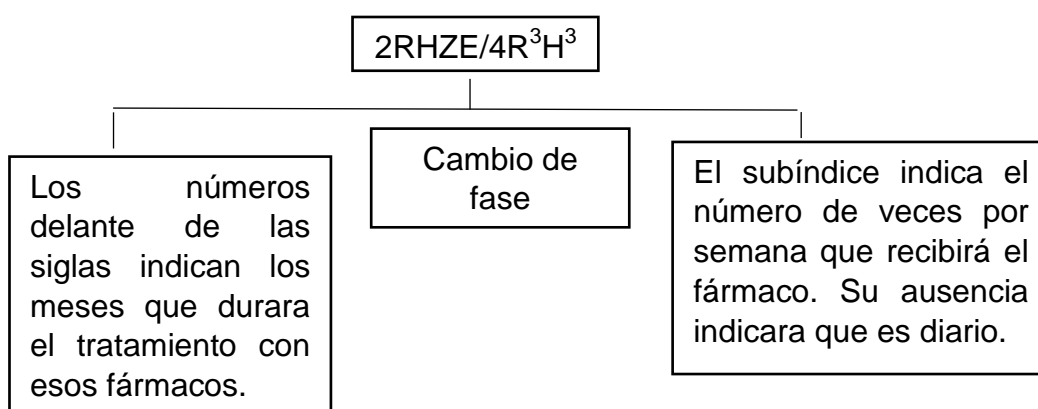 2RHZE/4R³H³
Los números
delante de las
siglas indican los
meses que durara
el tratamiento con
esos fármacos.
Cambio de
fase
El subíndice indica el
número de veces por
semana que recibirá el
fármaco. Su ausencia
indicara que es diario.